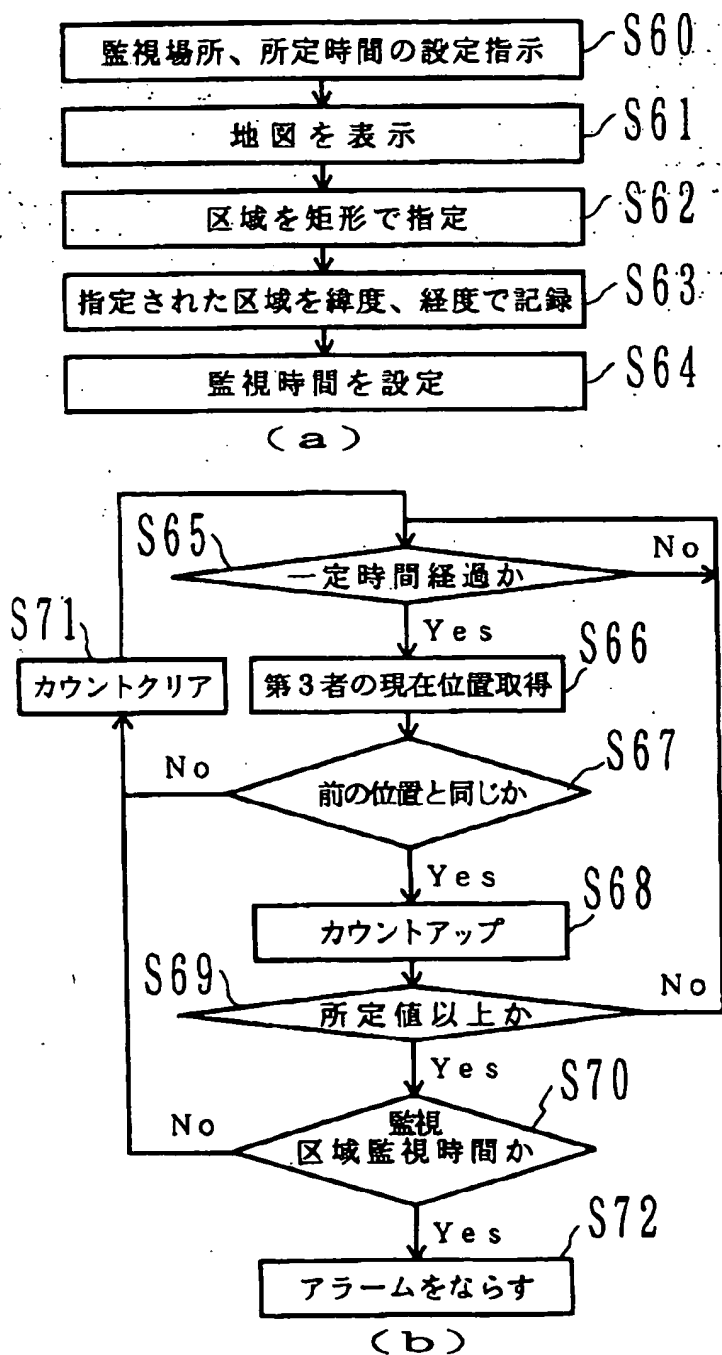 監視場所、所定時間の設定指示
S60
地図を表示
S61
区域を矩形で指定
S62
指定された区域を緯度、経度で記録
S63
監視時間を設定
S64
(a)
S65
一定時間経過か
No
Yes
S71
カウントクリア
第3者の現在位置取得
S66
No
前の位置と同じか
S67
Yes
カウントアップ
S68
S69
所定値以上か
No
Yes
No
監視
区域監視時間か
S70
Yes
アラームをならす
S72
(b)